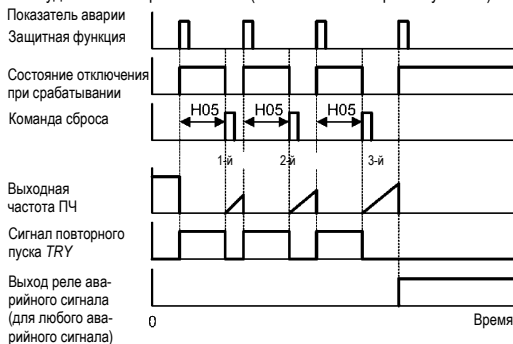 Показатель аварии
Защитная функция
Состояние отключения
при срабатывании
H05 H05 H05
Команда сброса
1-й 2-й 3-й
Выходная
частота ПЧ
Сигнал повторного
пуска TRY
Выход реле ава-
рийного сигнала
(для любого ава-
рийного сигнала)
0 Время